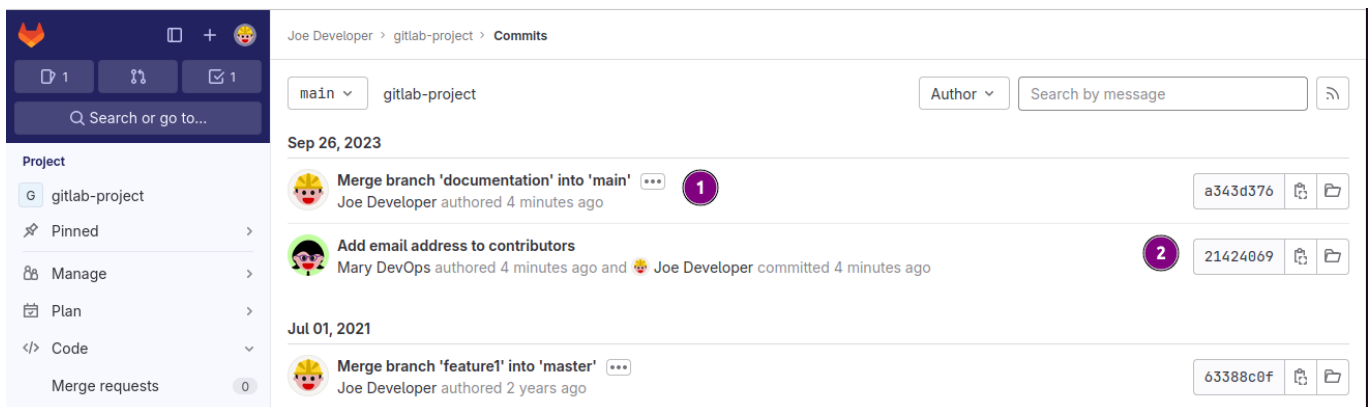 Joe Developer > gitlab-project > Commits
1
1
Search or go to...
Project
G gitlab-project
Pinned
Manage
Plan
Code
Merge requests 0
main gitlab-project Author Search by message
Sep 26, 2023
Merge branch 'documentation' into 'main' 1 a343d376
Joe Developer authored 4 minutes ago
Add email address to contributors 2 21424069
Mary DevOps authored 4 minutes ago and Joe Developer committed 4 minutes ago
Jul 01, 2021
Merge branch 'feature1' into 'master' 63388c0f
Joe Developer authored 2 years ago